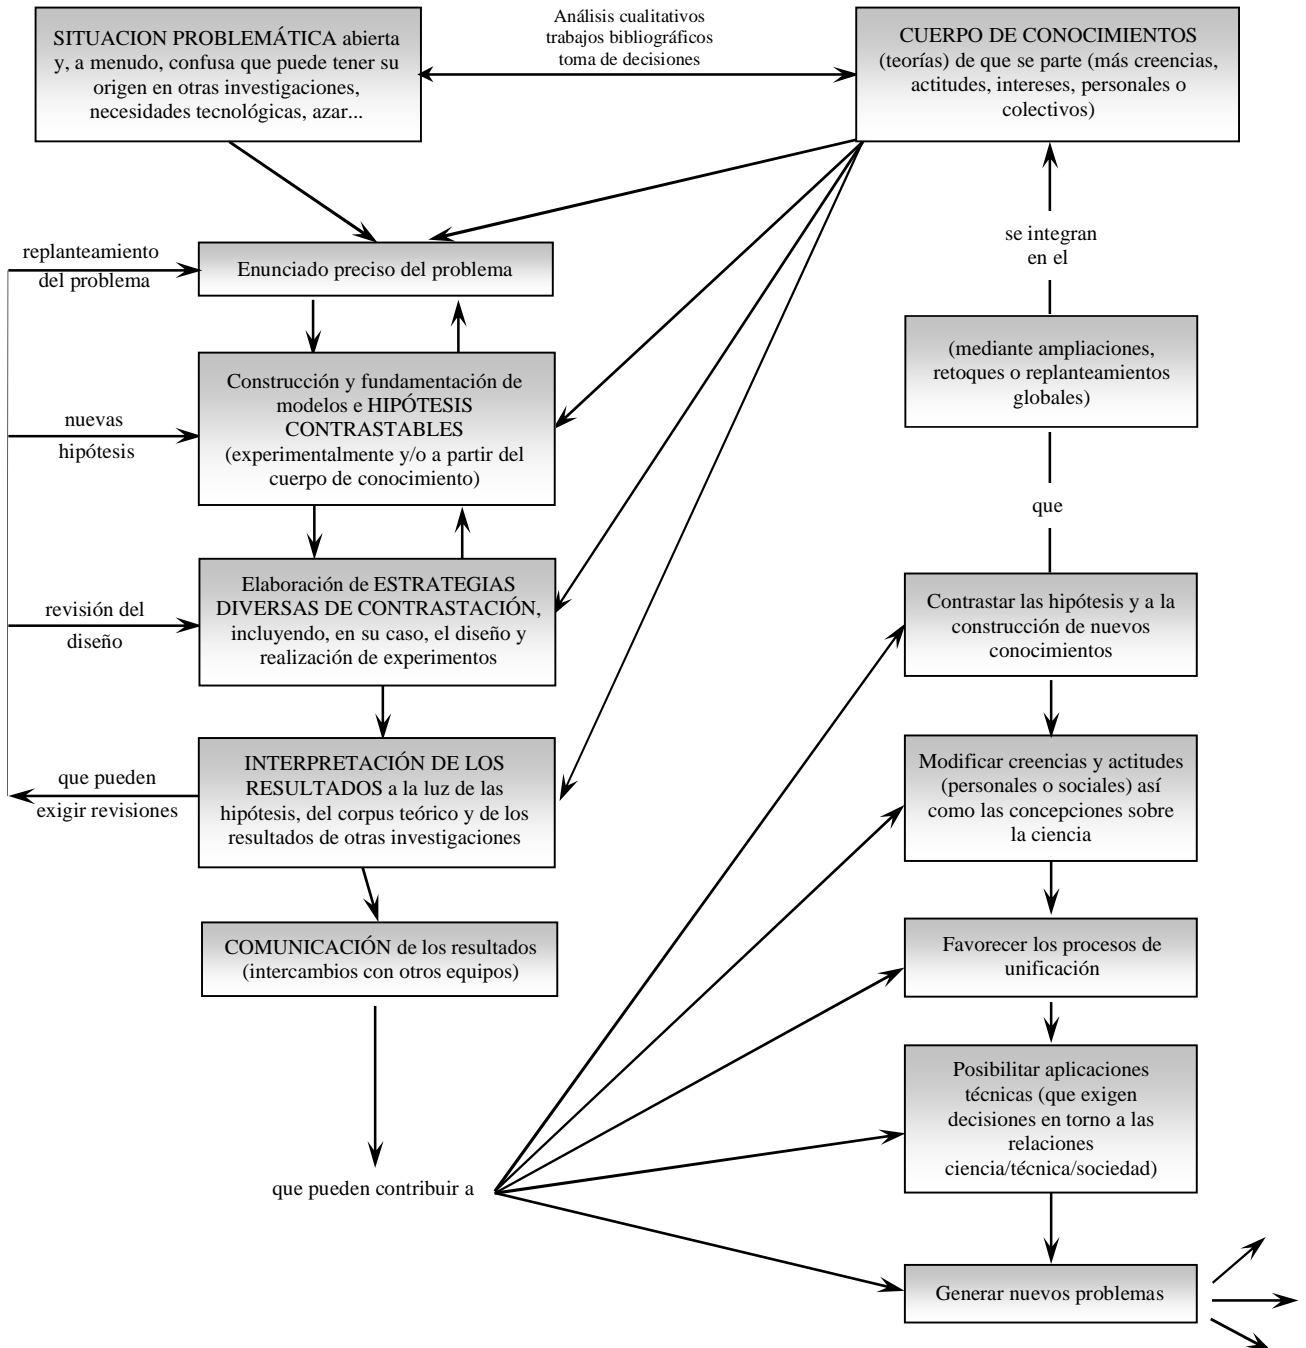 SITUACION PROBLEMÁTICA abierta
y, a menudo, confusa que puede tener su
origen en otras investigaciones,
necesidades tecnológicas, azar...
Análisis cualitativos
trabajos bibliográficos
toma de decisiones
CUERPO DE CONOCIMIENTOS
(teorías) de que se parte (más creencias,
actitudes, intereses, personales o
colectivos)
replanteamiento
del problema
Enunciado preciso del problema
se integran
en el
Construcción y fundamentación de
modelos e HIPÓTESIS
CONTRASTABLES
(experimentalmente y/o a partir del
cuerpo de conocimiento)
(mediante ampliaciones,
retoques o replanteamientos
globales)
nuevas
hipótesis
que
Elaboración de ESTRATEGIAS
DIVERSAS DE CONTRASTACIÓN,
incluyendo, en su caso, el diseño y
realización de experimentos
revisión del
diseño
Contrastar las hipótesis y a la
construcción de nuevos
conocimientos
INTERPRETACIÓN DE LOS
RESULTADOS a la luz de las
hipótesis, del corpus teórico y de los
resultados de otras investigaciones
que pueden
exigir revisiones
Modificar creencias y actitudes
(personales o sociales) así
como las concepciones sobre
la ciencia
COMUNICACIÓN de los resultados
(intercambios con otros equipos)
Favorecer los procesos de
unificación
Posibilitar aplicaciones
técnicas (que exigen
decisiones en torno a las
relaciones
ciencia/técnica/sociedad)
que pueden contribuir a
Generar nuevos problemas